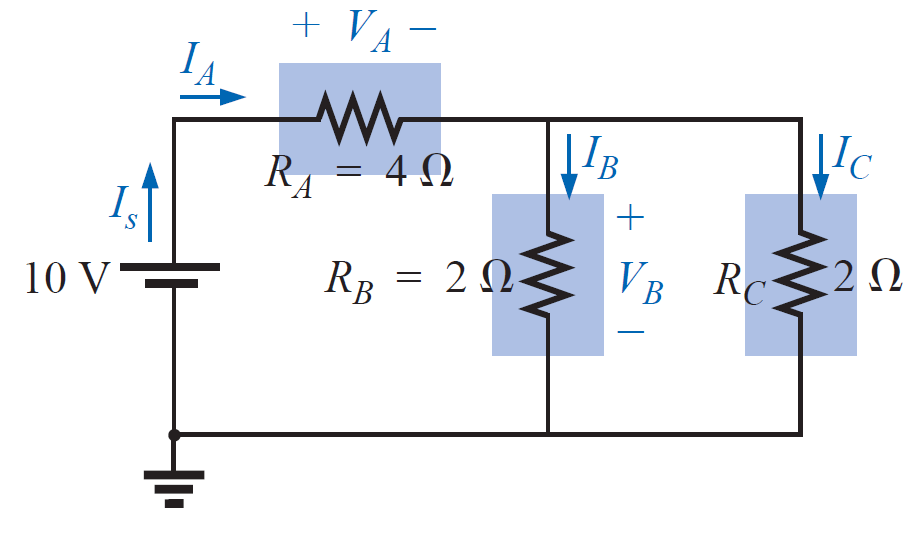 + V_A −
I_A
R_A = 4 Ω
I_B
I_C
I_s
+
10 V
R_B = 2 Ω
V_B
R_C
2 Ω
−